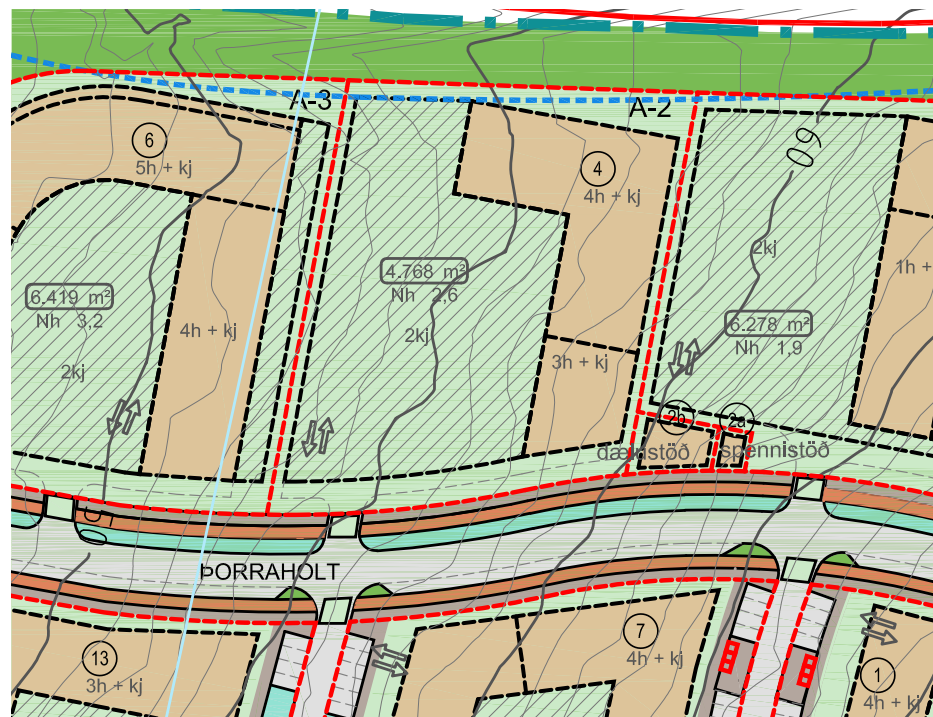 A-3
A-2
60
6
5h + kj
4
4h + kj
2kj
1h +
6.419 m²
Nh 3,2
4.768 m²
Nh 2,6
6.278 m²
Nh 1,9
4h + kj
2kj
2kj
3h + kj
2b
2a
dælustöð
spennistöð
ÞORRAHOLT
13
3h + kj
7
4h + kj
1
4h + kj